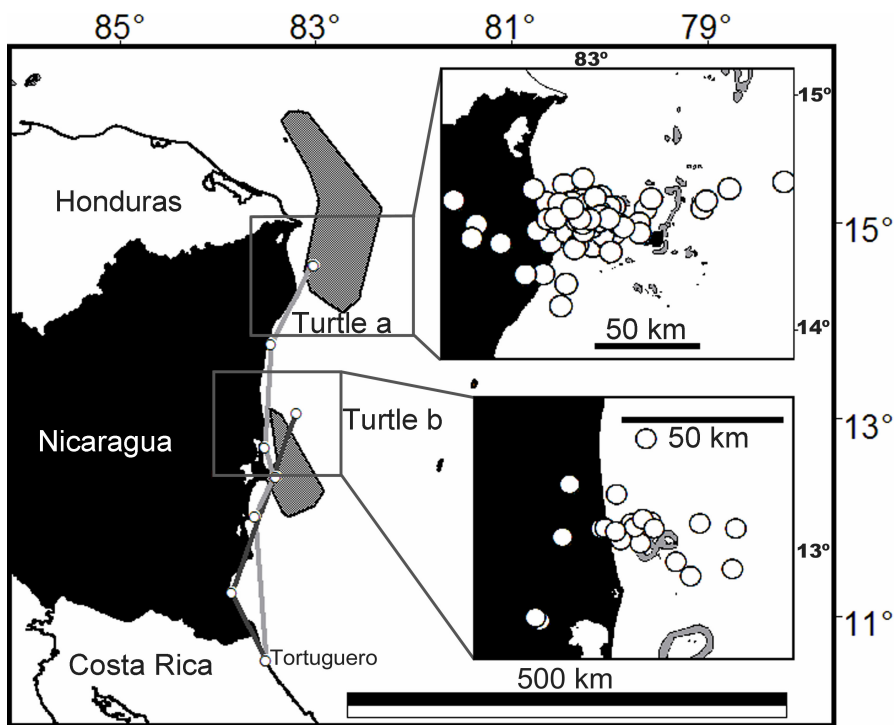 85° 83° 81° 79°
83°
15°
Honduras
15°
Turtle a
50 km
14°
Turtle b
13°
Nicaragua
50 km
13°
11°
Tortuguero
Costa Rica
500 km